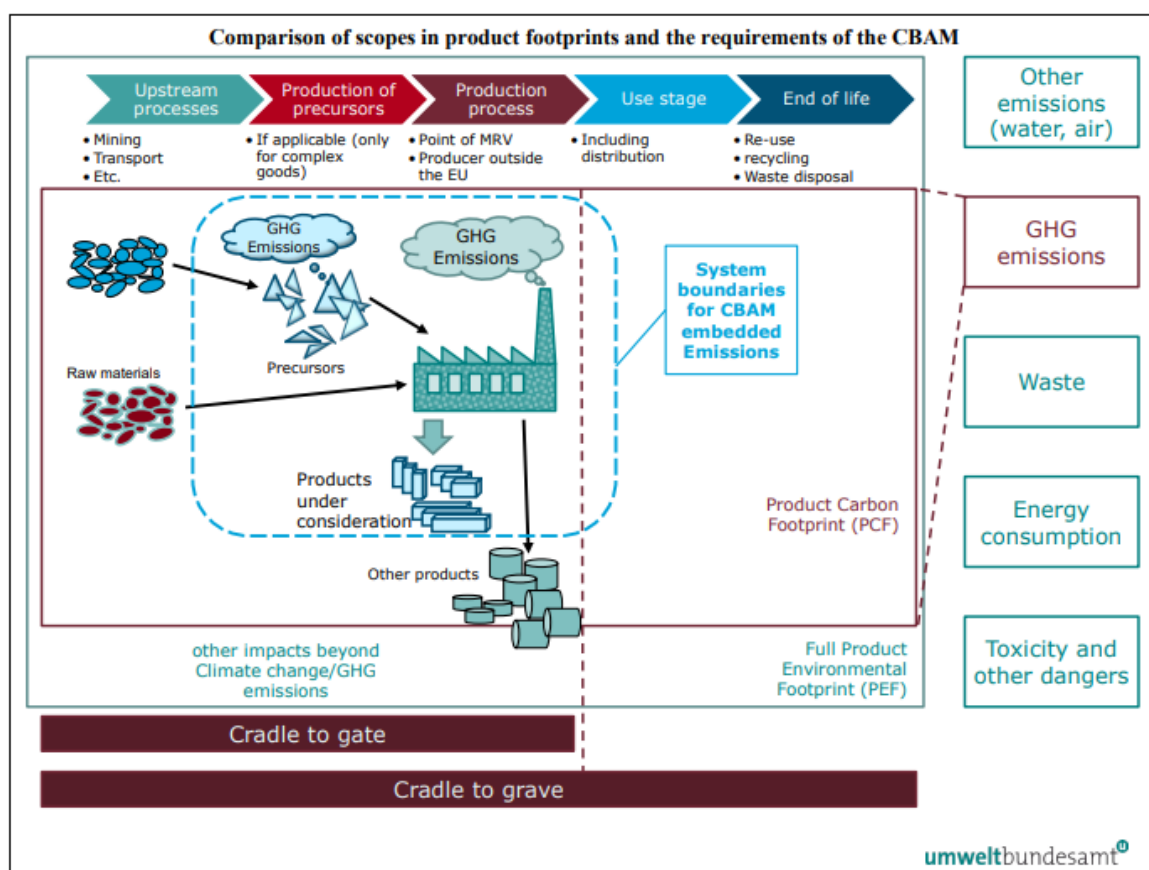 Comparison of scopes in product footprints and the requirements of the CBAM
Upstream
processes
Production of
precursors
Production
process
Use stage
End of life
• Mining
• Transport
• Etc.
• If applicable (only
for complex
goods)
• Point of MRV
• Producer outside
the EU
• Including
distribution
• Re-use
• recycling
• Waste disposal
Other
emissions
(water, air)
GHG
Emissions
GHG
Emissions
GHG
emissions
System
boundaries
for CBAM
embedded
Emissions
Precursors
Raw materials
Waste
Products
under
consideration
Product Carbon
Footprint (PCF)
Energy
consumption
Other products
other impacts beyond
Climate change/GHG
emissions
Full Product
Environmental
Footprint (PEF)
Toxicity and
other dangers
Cradle to gate
Cradle to grave
umweltbundesamt u